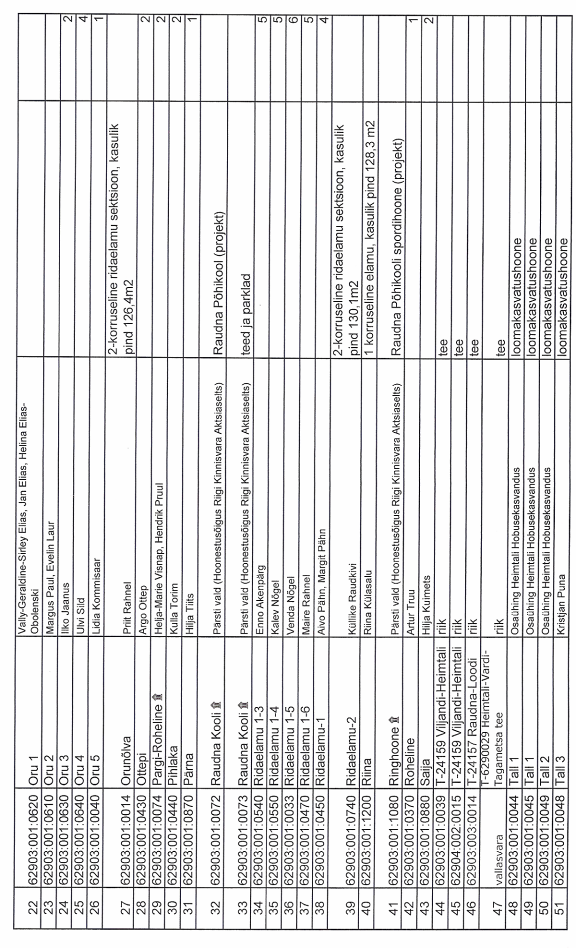 22 62903:001:0620 Oru 1 Vally-Geraldine-Sirley Elias, Jan Elias, Helina Elias-
Obolenski
23 62903:001:0610 Oru 2 Margus Paul, Evelin Laur
24 62903:001:0630 Oru 3 Ilko Jaanus 2
25 62903:001:0640 Oru 4 Ulvi Siid 4
26 62903:001:0040 Oru 5 Lidia Kommisaar 1
27 62903:001:0014 Orunõlva Priit Rahnel 2-korruseline ridaelamu sektsioon, kasulik
pind 126,4m2
28 62903:001:0430 Ottepi Argo Ottep 2
29 62903:001:0074 Pargi-Roheline Helja-Marie Visnap, Hendrik Pruul 2
30 62903:001:0440 Pihlaka Kulla Torim 2
31 62903:001:0870 Pärna Hilja Tiits 1
32 62903:001:0072 Raudna Kooli Pärsti vald (Hoonestusõigus Riigi Kinnisvara Aktsiaselts) Raudna Põhikool (projekt)
33 62903:001:0073 Raudna Kooli Pärsti vald (Hoonestusõigus Riigi Kinnisvara Aktsiaselts) teed ja parklad
34 62903:001:0540 Ridaelamu 1-3 Enno Akenpärg 5
35 62903:001:0550 Ridaelamu 1-4 Kalev Nõgel 5
36 62903:001:0033 Ridaelamu 1-5 Venda Nõgel 6
37 62903:001:0470 Ridaelamu 1-6 Maire Rahnel 5
38 62903:001:0450 Ridaelamu-1 Aivo Pähn, Margit Pähn 4
39 62903:001:0740 Ridaelamu-2 Küllike Raudkivi 2-korruseline ridaelamu sektsioon, kasulik
pind 130,1m2
40 62903:001:1200 Riina Riina Külasalu 1 korruseline elamu, kasulik pind 128,3 m2
41 62903:001:1080 Ringhoone Pärsti vald (Hoonestusõigus Riigi Kinnisvara Aktsiaselts) Raudna Põhikooli spordihoone (projekt)
42 62903:001:0370 Roheline Artur Truu 1
43 62903:001:0880 Saija Hilja Kuimets 2
44 62903:001:0039 T-24159 Viljandi-Heimtali riik tee
45 62904:002:0015 T-24159 Viljandi-Heimtali riik tee
46 62903:003:0014 T-24157 Raudna-Loodi riik tee
T-6290029 Heimtali-Vardi-
47 vallasvara Tagametsa tee riik tee
48 62903:001:0044 Tall 1 Osaühing Heimtali Hobusekasvandus loomakasvatushoone
49 62903:001:0045 Tall 1 Osaühing Heimtali Hobusekasvandus loomakasvatushoone
50 62903:001:0049 Tall 2 Osaühing Heimtali Hobusekasvandus loomakasvatushoone
51 62903:001:0048 Tall 3 Kristjan Puna loomakasvatushoone